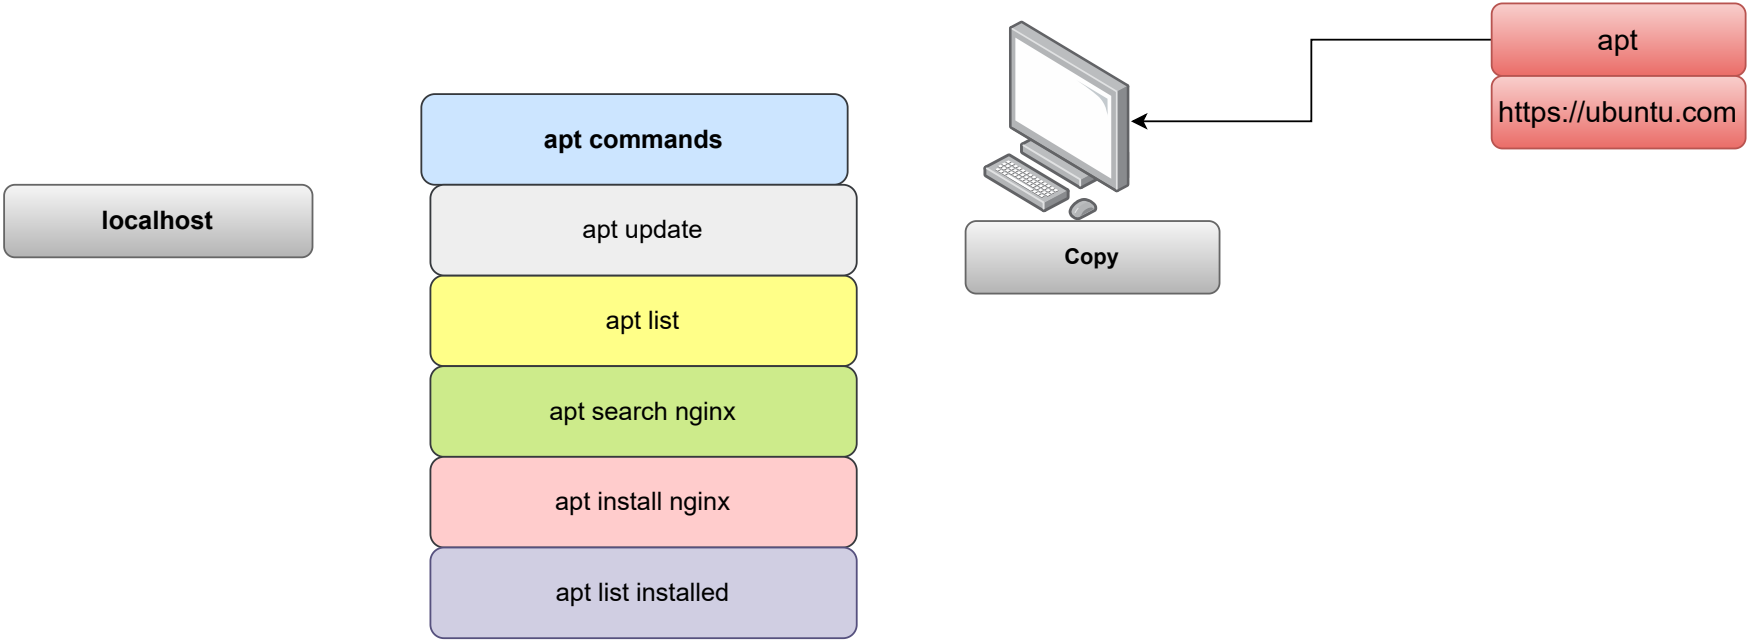 localhost
apt commands
apt update
apt list
apt search nginx
apt install nginx
apt list installed
Copy
apt
https://ubuntu.com